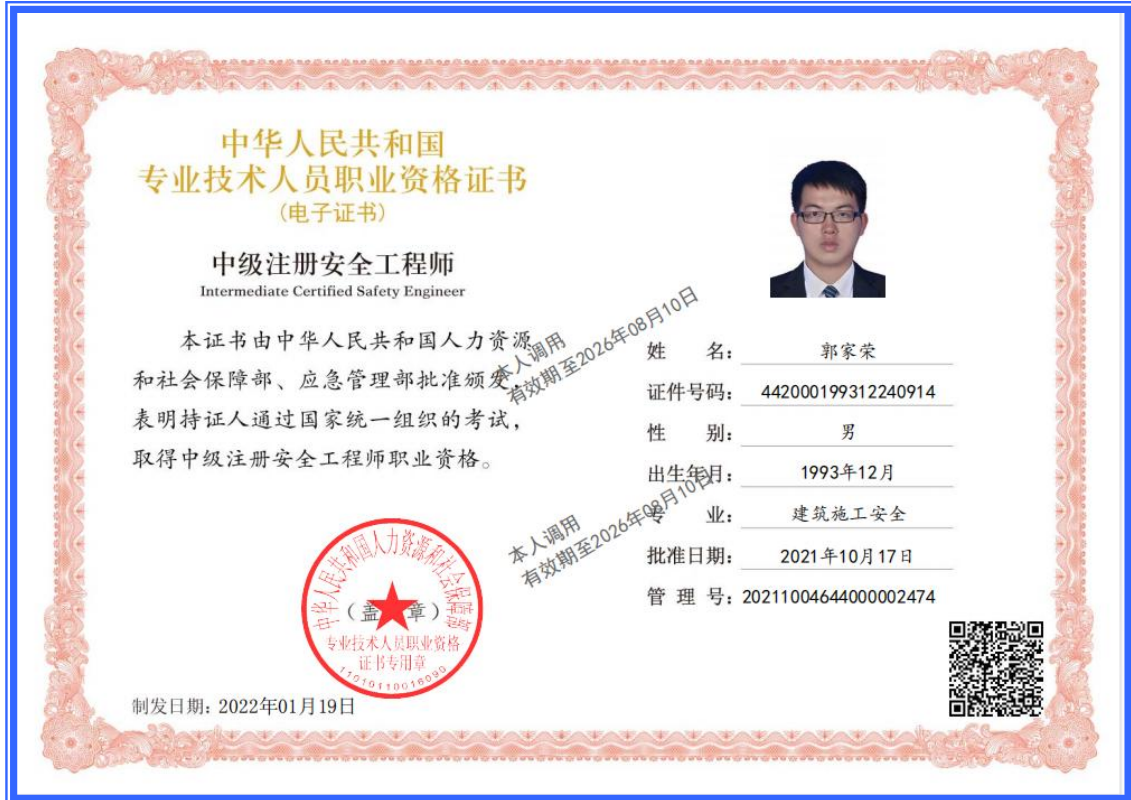 中华人民共和国
专业技术人员职业资格证书
(电子证书)
中级注册安全工程师
Intermediate Certified Safety Engineer
本证书由中华人民共和国人力资源
和社会保障部、应急管理部批准颁发，
表明持证人通过国家统一组织的考试，
取得中级注册安全工程师职业资格。
本人调用
有效期至2026年08月10日
姓 名： 郭家荣
证件号码： 442000199312240914
性 别： 男
出生年月： 1993年12月
专 业： 建筑施工安全
批准日期： 2021年10月17日
管 理 号： 20211004644000002474
本人调用
有效期至2026年08月10日
中华人民共和国人力资源和社会保障部
（盖 章）
专业技术人员职业资格
证书专用章
11010110016090
制发日期：2022年01月19日